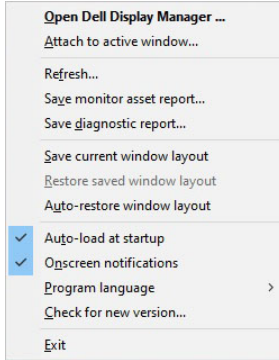 Open Dell Display Manager ...
Attach to active window...
Refresh...
Save monitor asset report...
Save diagnostic report...
Save current window layout
Restore saved window layout
Auto-restore window layout
Auto-load at startup
Onscreen notifications
Program language
Check for new version...
Exit